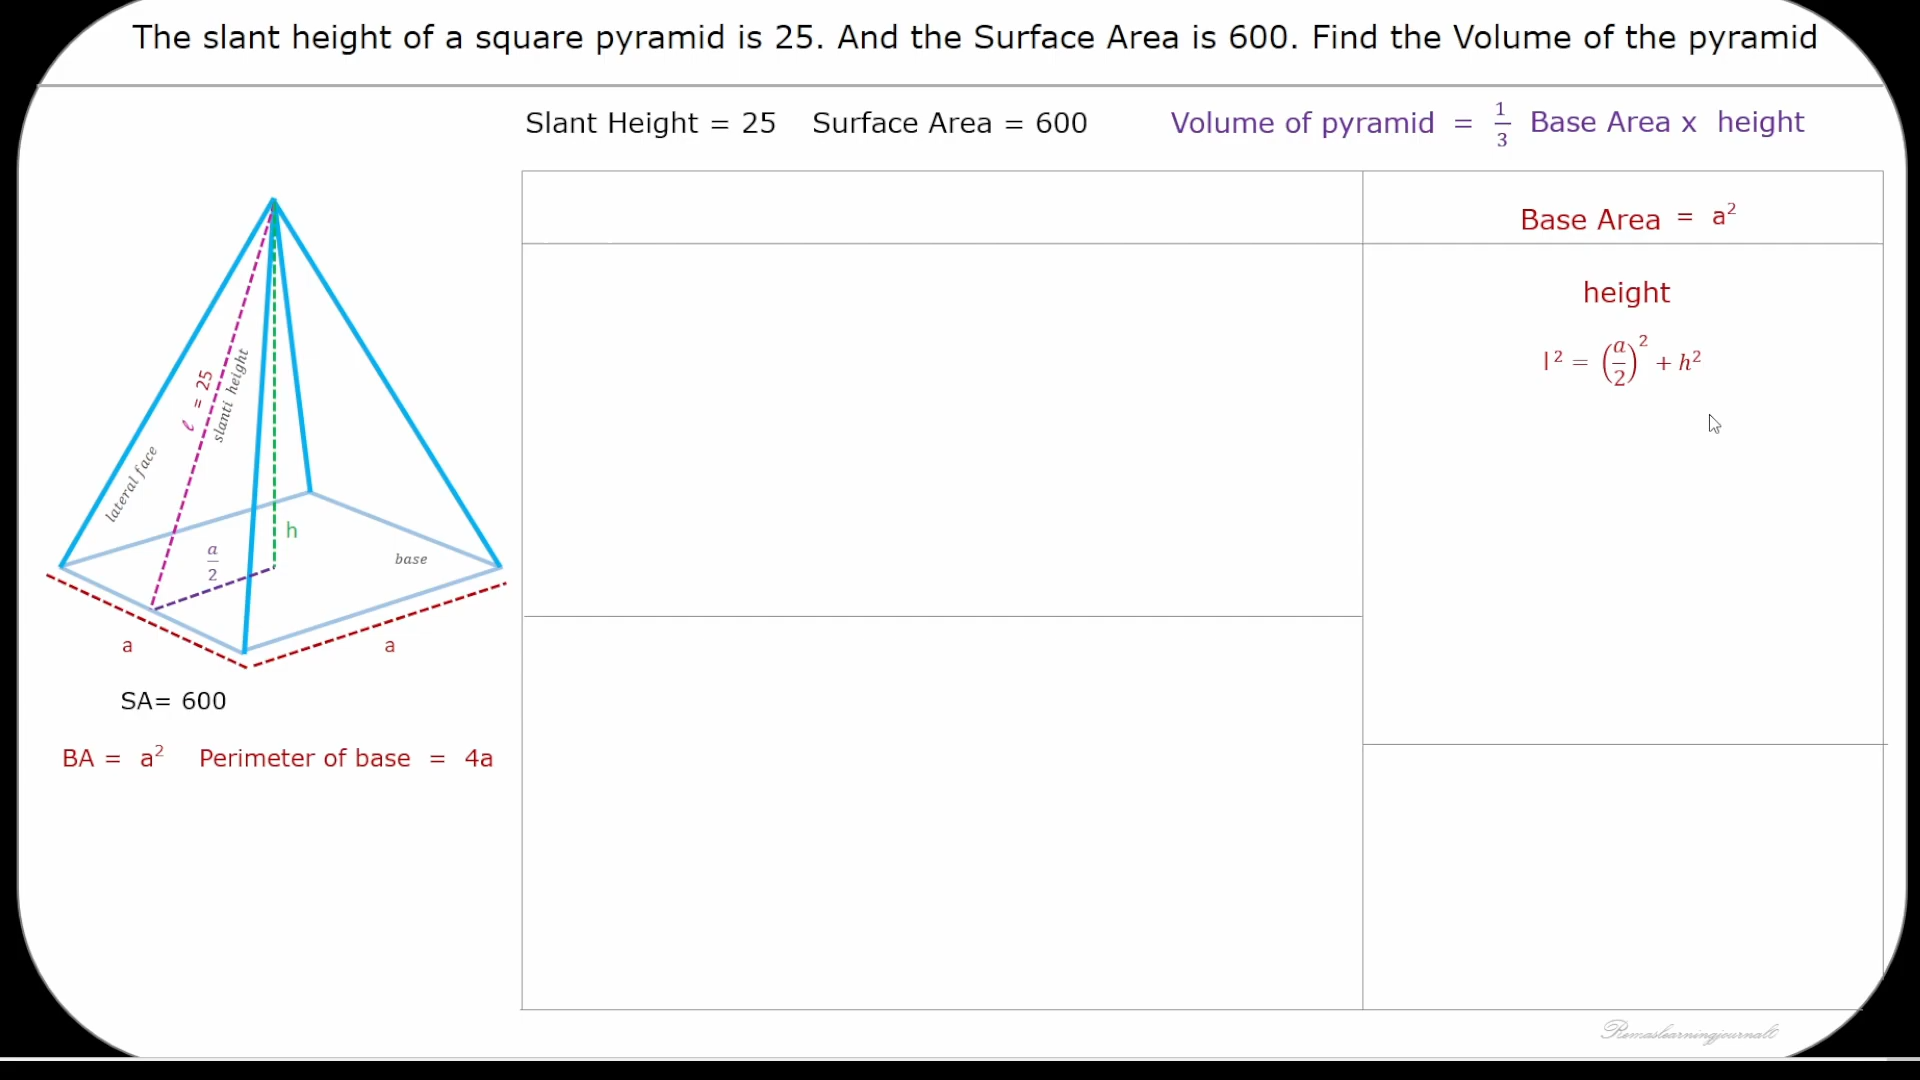 The slant height of a square pyramid is 25. And the Surface Area is 600. Find the Volume of the pyramid
Slant Height = 25 Surface Area = 600 Volume of pyramid = 1/3 Base Area x height
Base Area = a²
height
l² = (a/2)² + h²
ℓ = 25
slanti height
lateral face
h
a/2
base
a
a
SA= 600
BA = a² Perimeter of base = 4a
Remaslearningjournall